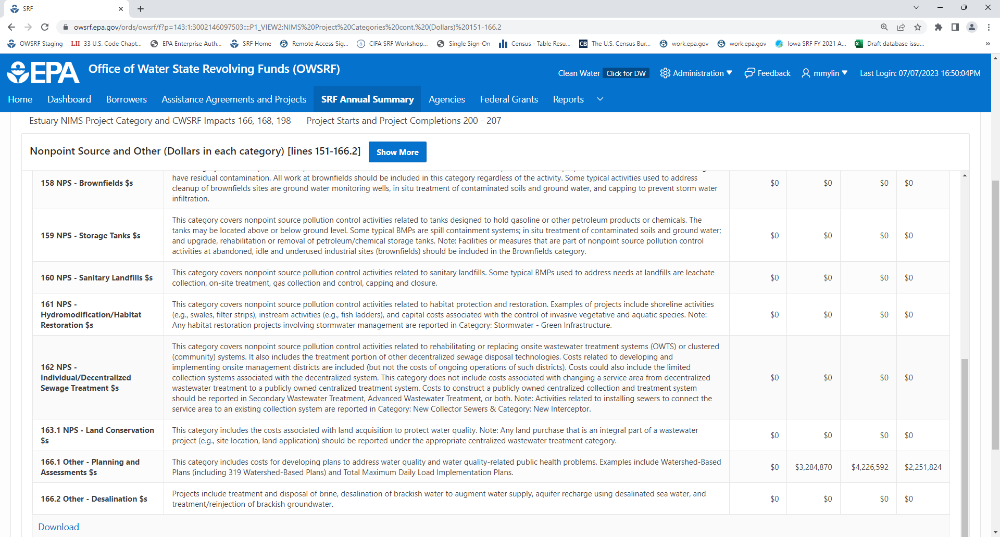 SRF
owsrf.epa.gov/ords/owsrf/f?p=143:1:3002146097503::::P1_VIEW2:NIMS%20Project%20Categories%20cont.%20(Dollars)%20151-166.2
OWSRF Staging LII 33 U.S. Code Chapt... EPA Enterprise Auth... SRF Home Remote Access Sig... CIFA SRF Workshop... Single Sign-On Census - Table Resu... CB The U.S. Census Bur... work.epa.gov work.epa.gov Iowa SRF FY 2021 A... Draft database issu... »
EPA Office of Water State Revolving Funds (OWSRF)
Clean Water Click for DW Administration Feedback mmylin Last Login: 07/07/2023 16:50:04PM
Home Dashboard Borrowers Assistance Agreements and Projects SRF Annual Summary Agencies Federal Grants Reports
Estuary NIMS Project Category and CWSRF Impacts 166, 168, 198 Project Starts and Project Completions 200 - 207
Nonpoint Source and Other (Dollars in each category) [lines 151-166.2] Show More
158 NPS - Brownfields $s
have residual contamination. All work at brownfields should be included in this category regardless of the activity. Some typical activities used to address
cleanup of brownfields sites are ground water monitoring wells, in situ treatment of contaminated soils and ground water, and capping to prevent storm water
infiltration.
$0 $0 $0 $0
159 NPS - Storage Tanks $s
This category covers nonpoint source pollution control activities related to tanks designed to hold gasoline or other petroleum products or chemicals. The
tanks may be located above or below ground level. Some typical BMPs are spill containment systems; in situ treatment of contaminated soils and ground water;
and upgrade, rehabilitation or removal of petroleum/chemical storage tanks. Note: Facilities or measures that are part of nonpoint source pollution control
activities at abandoned, idle and underused industrial sites (brownfields) should be included in the Brownfields category.
$0 $0 $0 $0
160 NPS - Sanitary Landfills $s
This category covers nonpoint source pollution control activities related to sanitary landfills. Some typical BMPs used to address needs at landfills are leachate
collection, on-site treatment, gas collection and control, capping and closure.
$0 $0 $0 $0
161 NPS -
Hydromodification/Habitat
Restoration $s
This category covers nonpoint source pollution control activities related to habitat protection and restoration. Examples of projects include shoreline activities
(e.g., swales, filter strips), instream activities (e.g., fish ladders), and capital costs associated with the control of invasive vegetative and aquatic species. Note:
Any habitat restoration projects involving stormwater management are reported in Category: Stormwater - Green Infrastructure.
$0 $0 $0 $0
162 NPS -
Individual/Decentralized
Sewage Treatment $s
This category covers nonpoint source pollution control activities related to rehabilitating or replacing onsite wastewater treatment systems (OWTS) or clustered
(community) systems. It also includes the treatment portion of other decentralized sewage disposal technologies. Costs related to developing and
implementing onsite management districts are included (but not the costs of ongoing operations of such districts). Costs could also include the limited
collection systems associated with the decentralized system. This category does not include costs associated with changing a service area from decentralized
wastewater treatment to a publicly owned centralized treatment system. Costs to construct a publicly owned centralized collection and treatment system
should be reported in Secondary Wastewater Treatment, Advanced Wastewater Treatment, or both. Note: Activities related to installing sewers to connect the
service area to an existing collection system are reported in Category: New Collector Sewers & Category: New Interceptor.
$0 $0 $0 $0
163.1 NPS - Land Conservation
$s
This category includes the costs associated with land acquisition to protect water quality. Note: Any land purchase that is an integral part of a wastewater
project (e.g., site location, land application) should be reported under the appropriate centralized wastewater treatment category.
$0 $0 $0 $0
166.1 Other - Planning and
Assessments $s
This category includes costs for developing plans to address water quality and water quality-related public health problems. Examples include Watershed-Based
Plans (including 319 Watershed-Based Plans) and Total Maximum Daily Load Implementation Plans.
$0 $3,284,870 $4,226,592 $2,251,824
166.2 Other - Desalination $s
Projects include treatment and disposal of brine, desalination of brackish water to augment water supply, aquifer recharge using desalinated sea water, and
treatment/reinjection of brackish groundwater.
$0 $0 $0 $0
Download